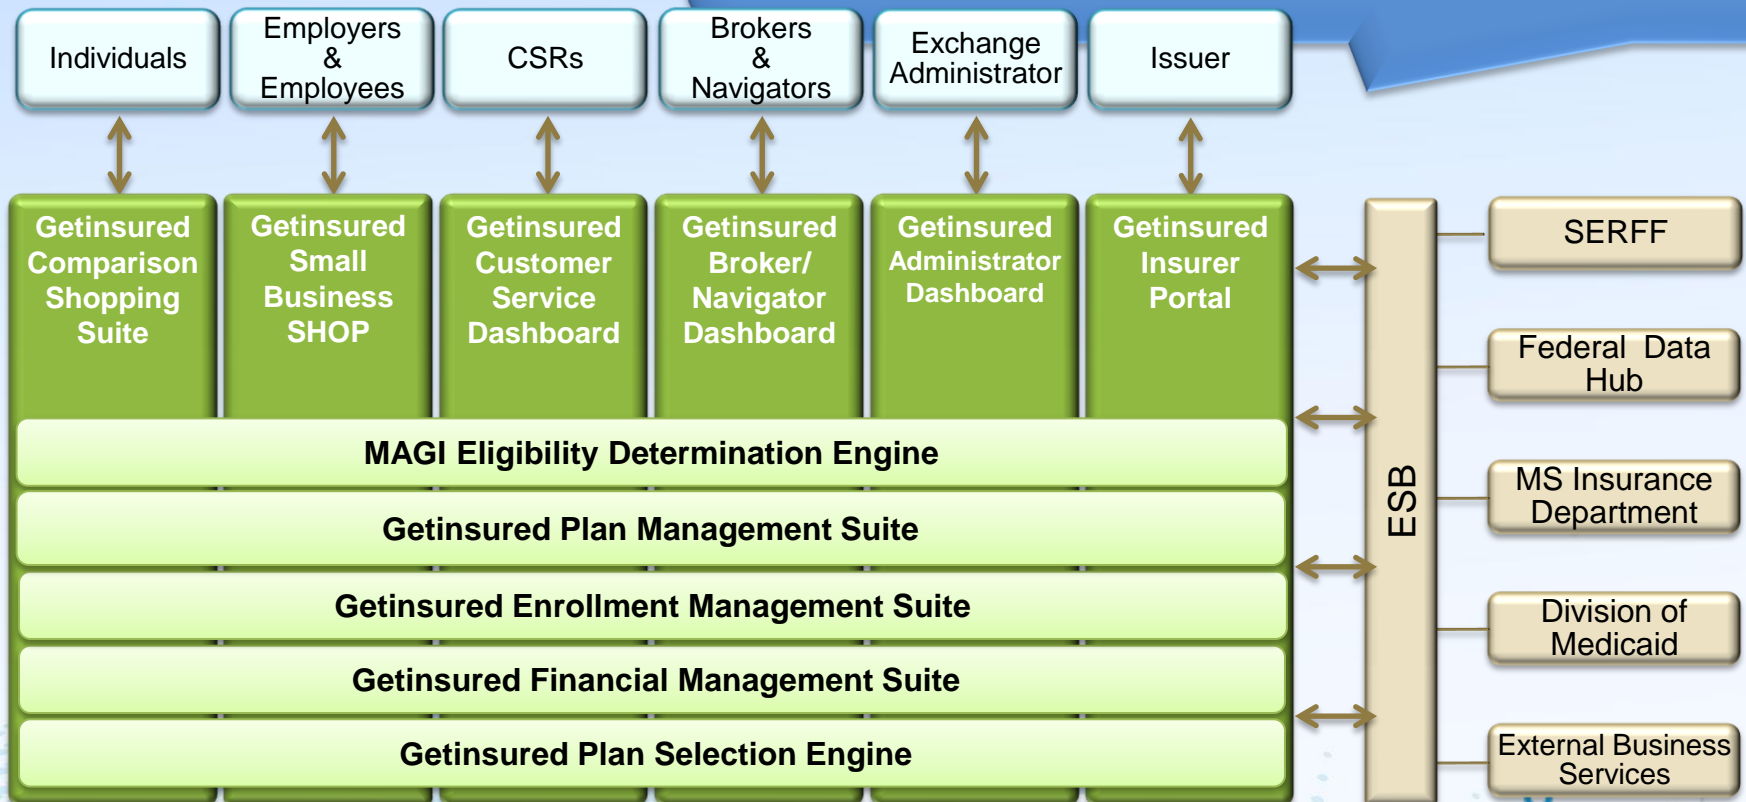 Individuals
Employers
&
Employees
CSRs
Brokers
&
Navigators
Exchange
Administrator
Issuer
Getinsured
Comparison
Shopping
Suite
Getinsured
Small
Business
SHOP
Getinsured
Customer
Service
Dashboard
Getinsured
Broker/
Navigator
Dashboard
Getinsured
Administrator
Dashboard
Getinsured
Insurer
Portal
MAGI Eligibility Determination Engine
Getinsured Plan Management Suite
Getinsured Enrollment Management Suite
Getinsured Financial Management Suite
Getinsured Plan Selection Engine
ESB
SERFF
Federal Data
Hub
MS Insurance
Department
Division of
Medicaid
External Business
Services